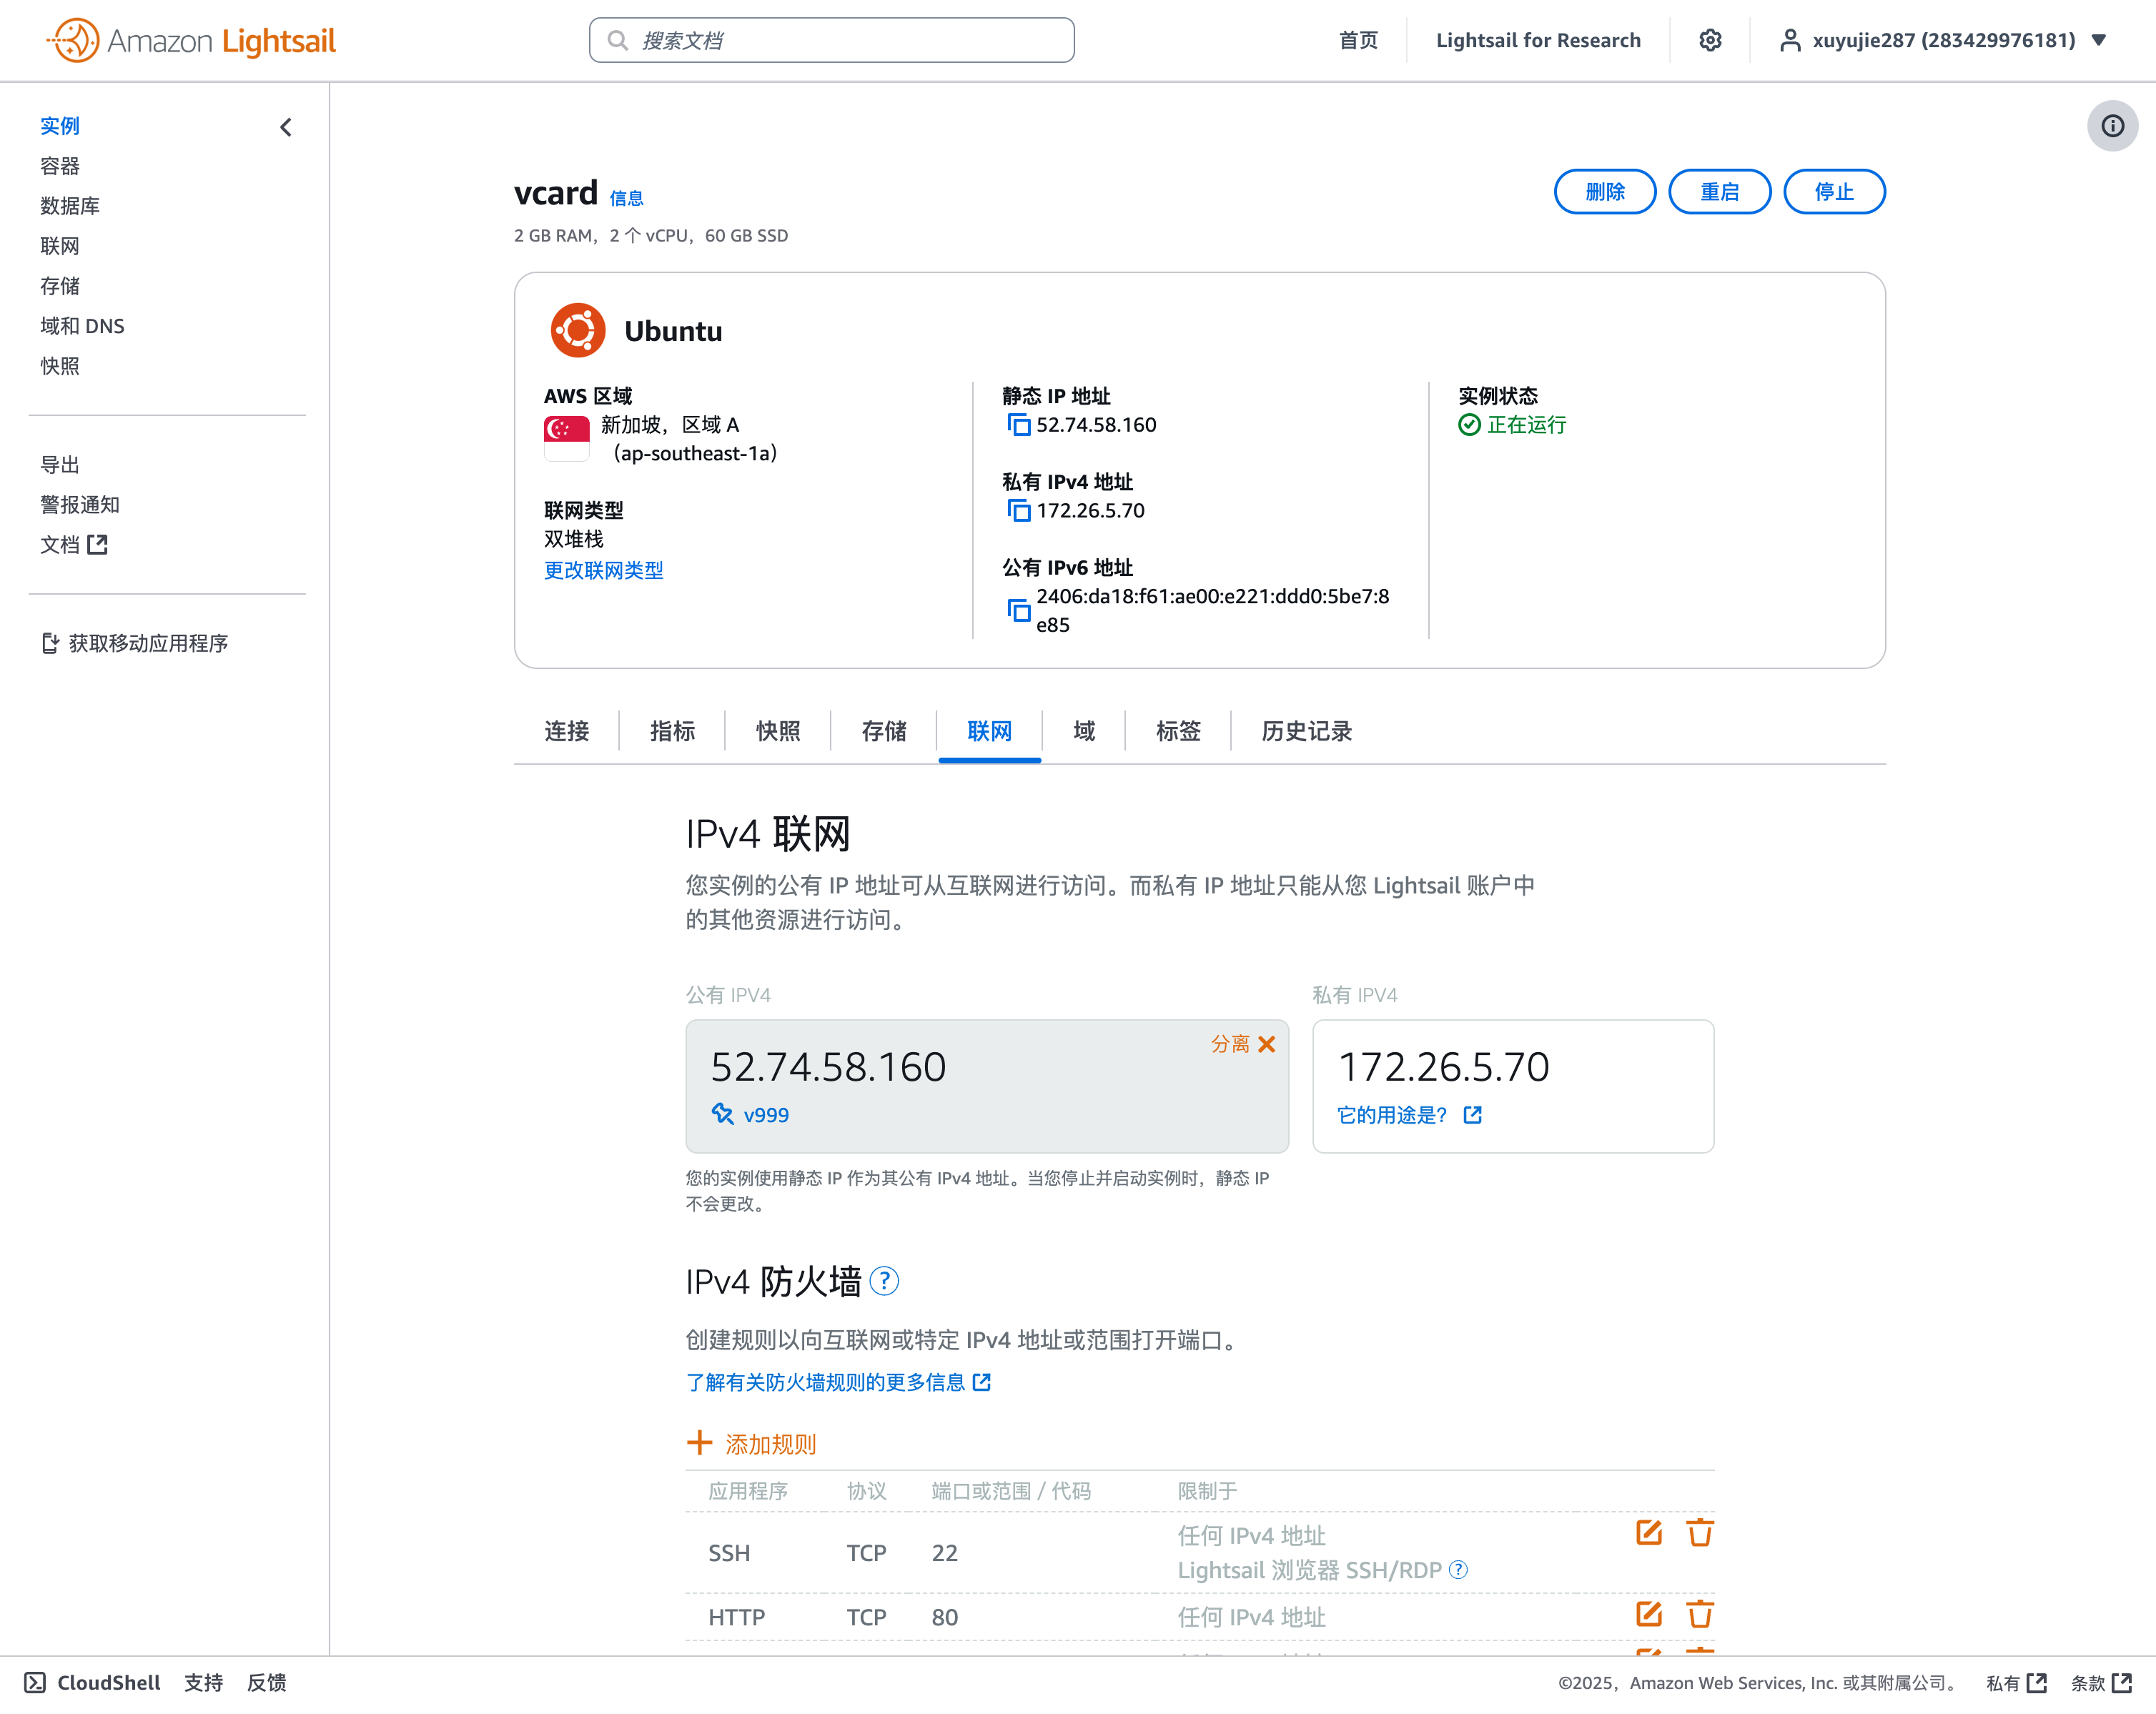 Amazon Lightsail
搜索文档
首页
Lightsail for Research
xuyujie287 (283429976181)
实例
容器
数据库
联网
存储
域和 DNS
快照
导出
警报通知
文档
获取移动应用程序
vcard 信息
2 GB RAM，2 个 vCPU，60 GB SSD
删除
重启
停止
Ubuntu
AWS 区域
新加坡，区域 A
（ap-southeast-1a）
联网类型
双堆栈
更改联网类型
静态 IP 地址
52.74.58.160
私有 IPv4 地址
172.26.5.70
公有 IPv6 地址
2406:da18:f61:ae00:e221:ddd0:5be7:8
e85
实例状态
正在运行
连接
指标
快照
存储
联网
域
标签
历史记录
IPv4 联网
您实例的公有 IP 地址可从互联网进行访问。而私有 IP 地址只能从您 Lightsail 账户中
的其他资源进行访问。
公有 IPV4
52.74.58.160
分离
v999
您的实例使用静态 IP 作为其公有 IPv4 地址。当您停止并启动实例时，静态 IP
不会更改。
私有 IPV4
172.26.5.70
它的用途是?
IPv4 防火墙
创建规则以向互联网或特定 IPv4 地址或范围打开端口。
了解有关防火墙规则的更多信息
添加规则
应用程序 协议 端口或范围 / 代码 限制于
SSH TCP 22 任何 IPv4 地址
Lightsail 浏览器 SSH/RDP
HTTP TCP 80 任何 IPv4 地址
CloudShell
支持
反馈
©2025，Amazon Web Services, Inc. 或其附属公司。
私有
条款